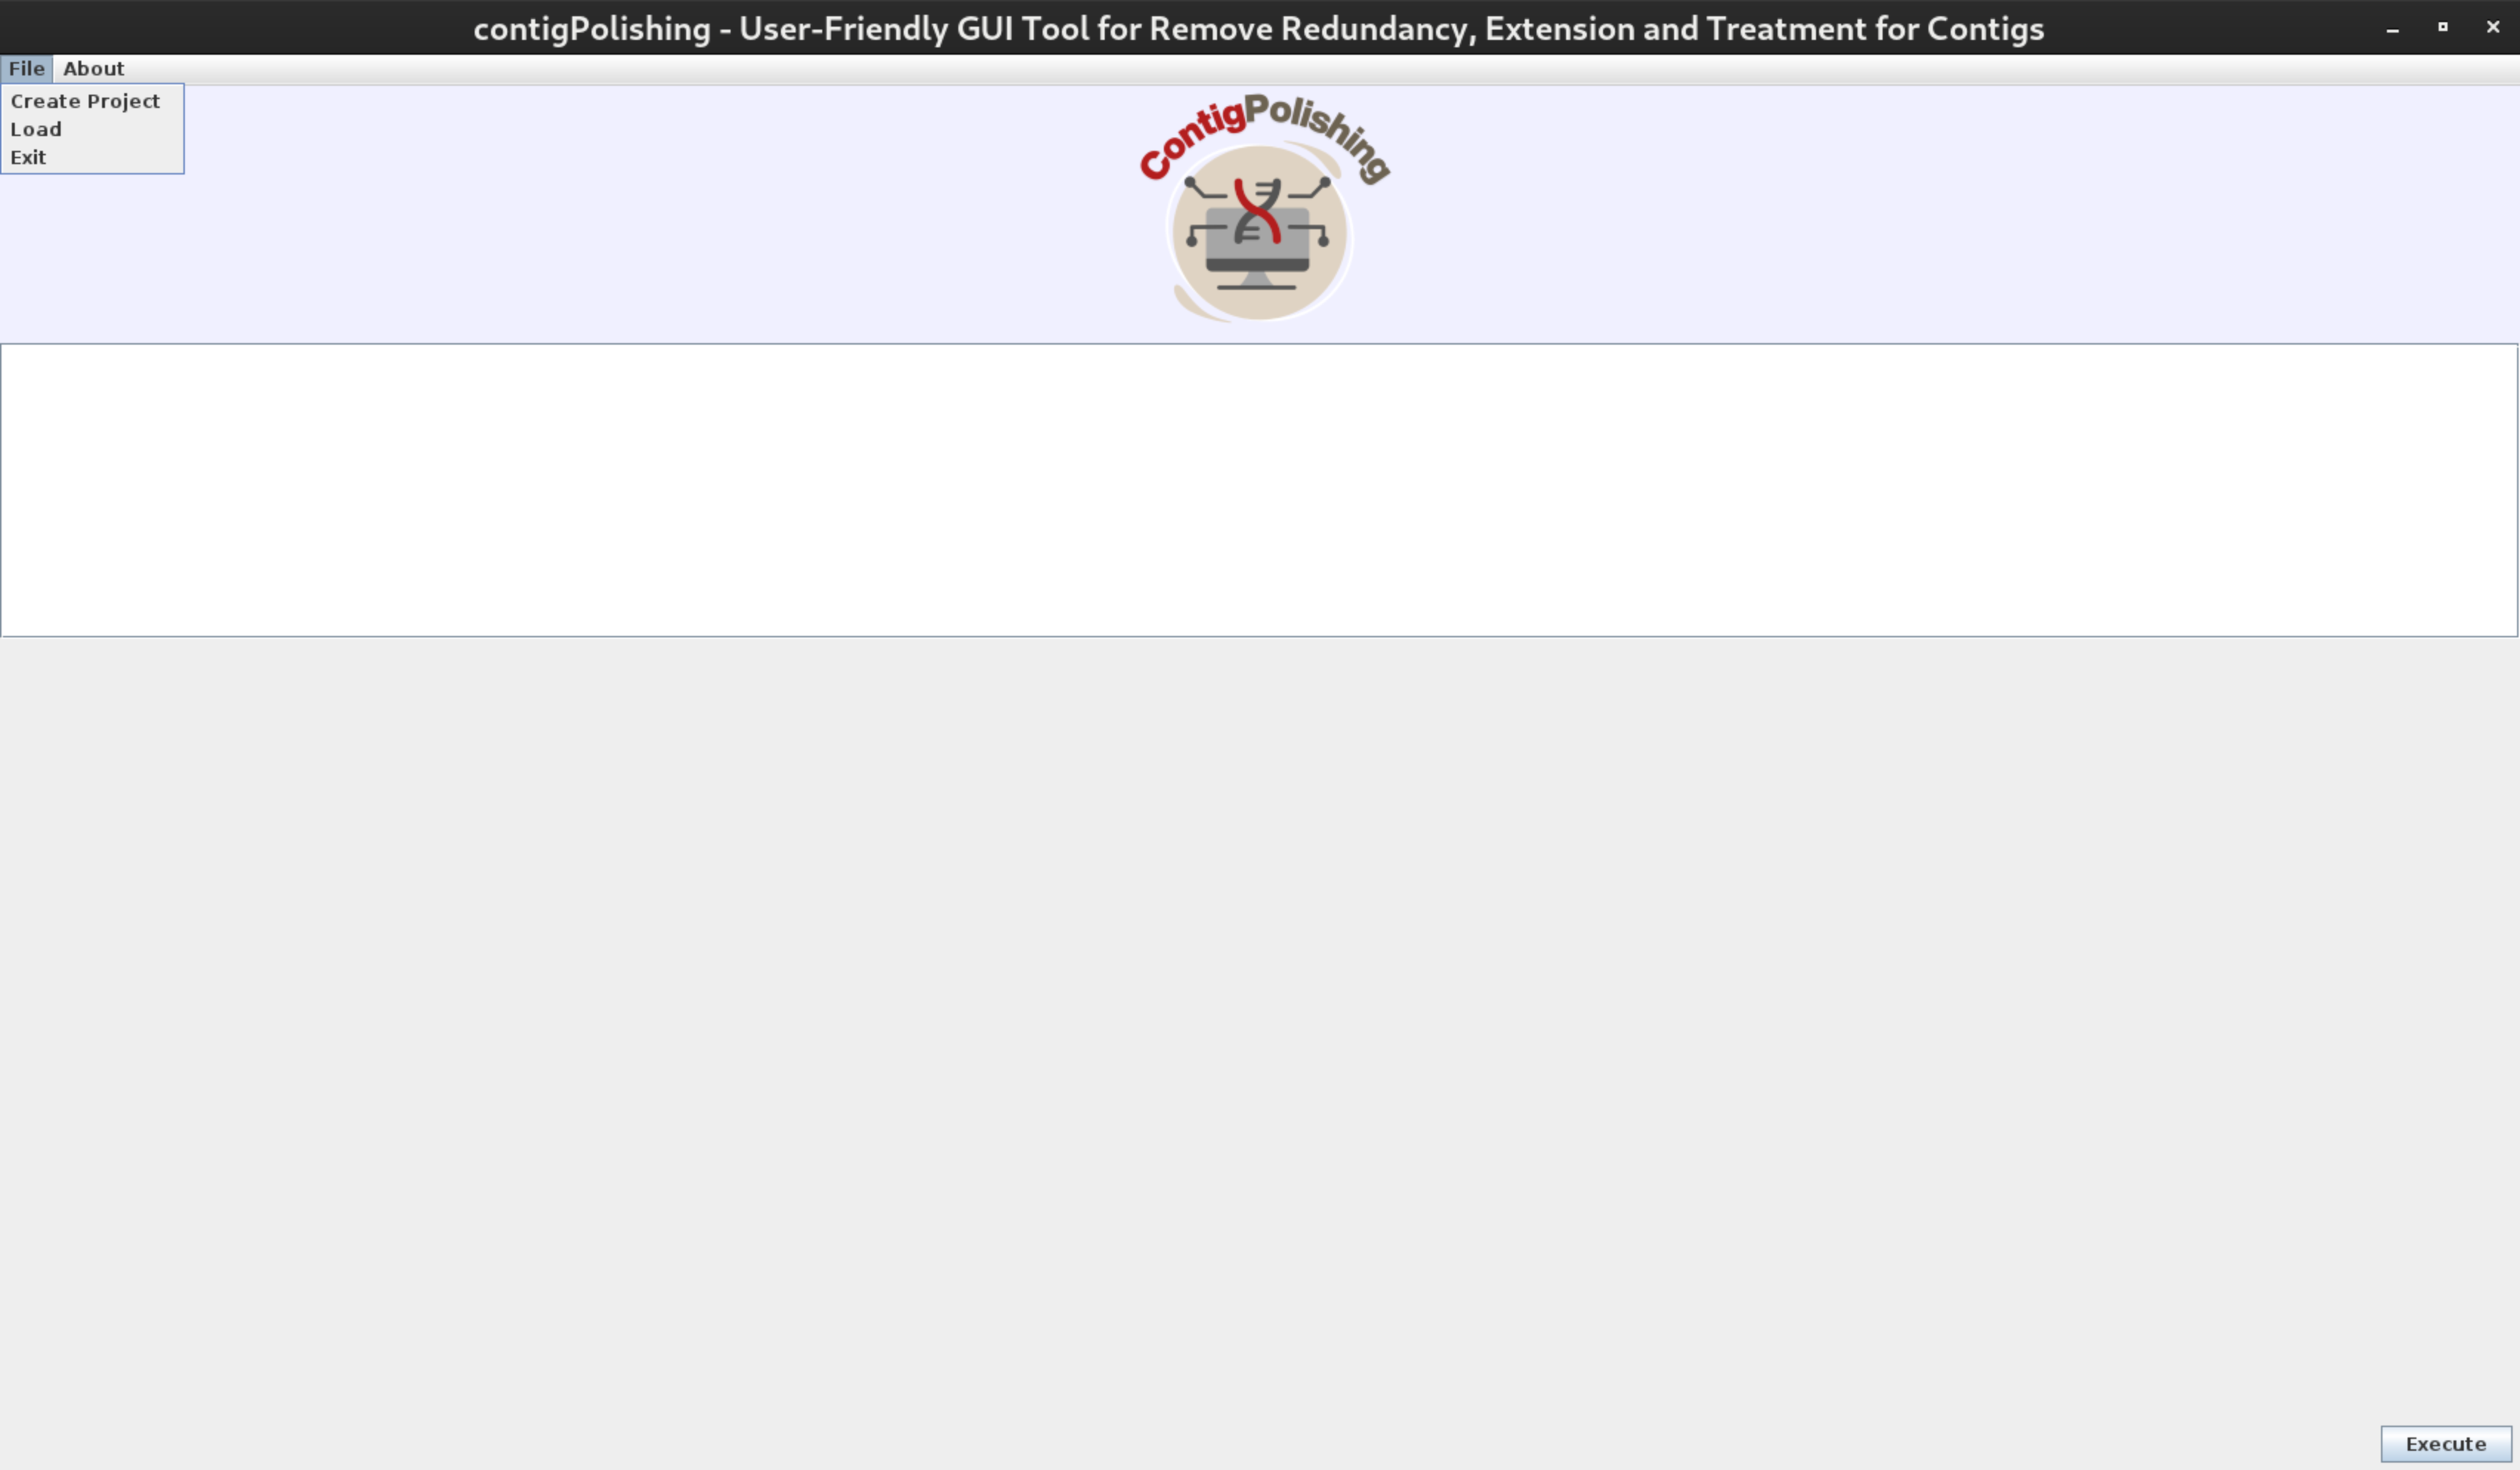 contigPolishing - User-Friendly GUI Tool for Remove Redundancy, Extension and Treatment for Contigs
File About
Create Project
Load
Exit
ContigPolishing
Execute